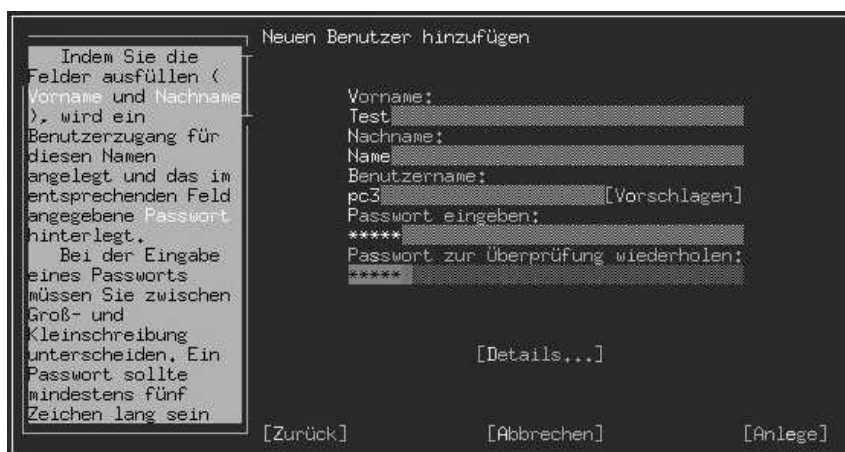 Neuen Benutzer hinzufügen
Indem Sie die
Felder ausfüllen (
Vorname und Nachname
), wird ein
Benutzerzugang für
diesen Namen
angelegt und das im
entsprechenden Feld
angegebene Passwort
hinterlegt.
Bei der Eingabe
eines Passworts
müssen Sie zwischen
Groß- und
Kleinschreibung
unterscheiden. Ein
Passwort sollte
mindestens fünf
Zeichen lang sein
Vorname:
Test
Nachname:
Name
Benutzername:
pc3 [Vorschlagen]
Passwort eingeben:
*****
Passwort zur Überprüfung wiederholen:
*****
[Details...]
[Zurück] [Abbrechen] [Anlege]